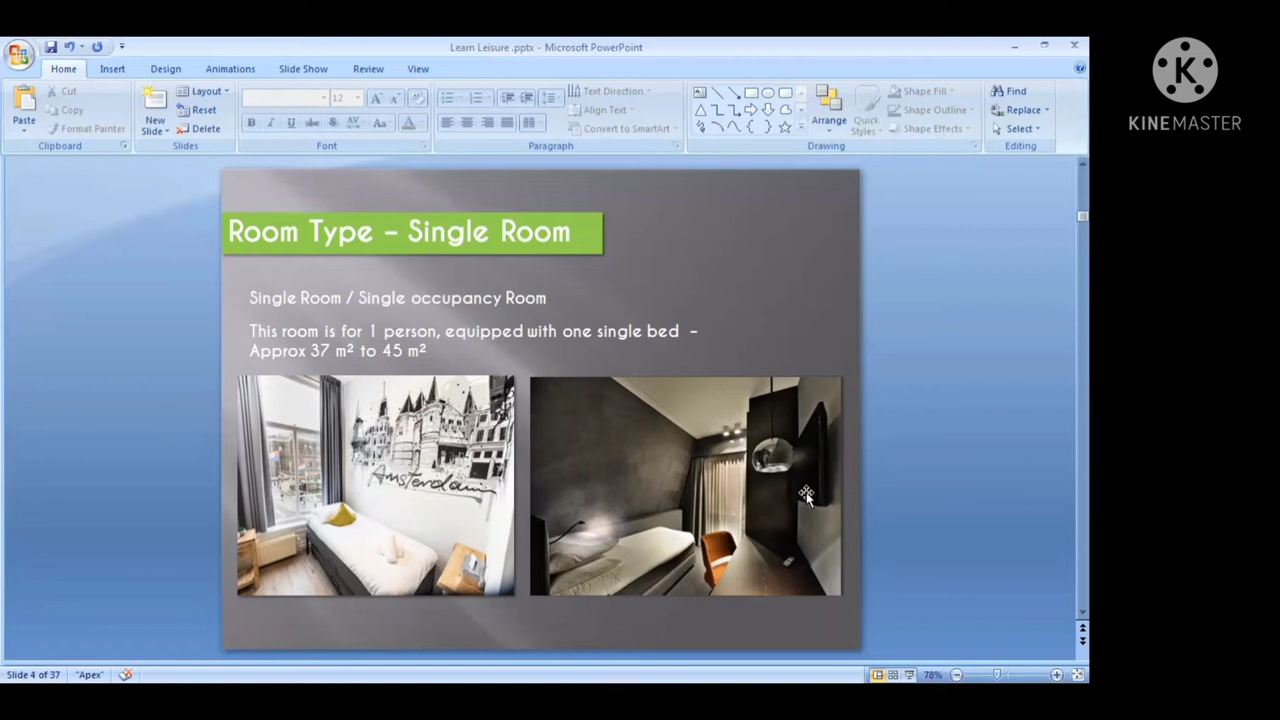 Learn Leisure .pptx - Microsoft PowerPoint
Home Insert Design Animations Slide Show Review View
Paste
Cut
Copy
Format Painter
Clipboard
New
Slide
Layout
Reset
Delete
Slides
12
B I U abc S AV Aa A
Font
Text Direction
Align Text
Convert to SmartArt
Paragraph
Arrange
Quick
Styles
Shape Fill
Shape Outline
Shape Effects
Drawing
Find
Replace
Select
Editing
K
KINEMASTER
Room Type – Single Room
Single Room / Single occupancy Room
This room is for 1 person, equipped with one single bed –
Approx 37 m² to 45 m²
Amsterdam
Slide 4 of 37
"Apex"
78%